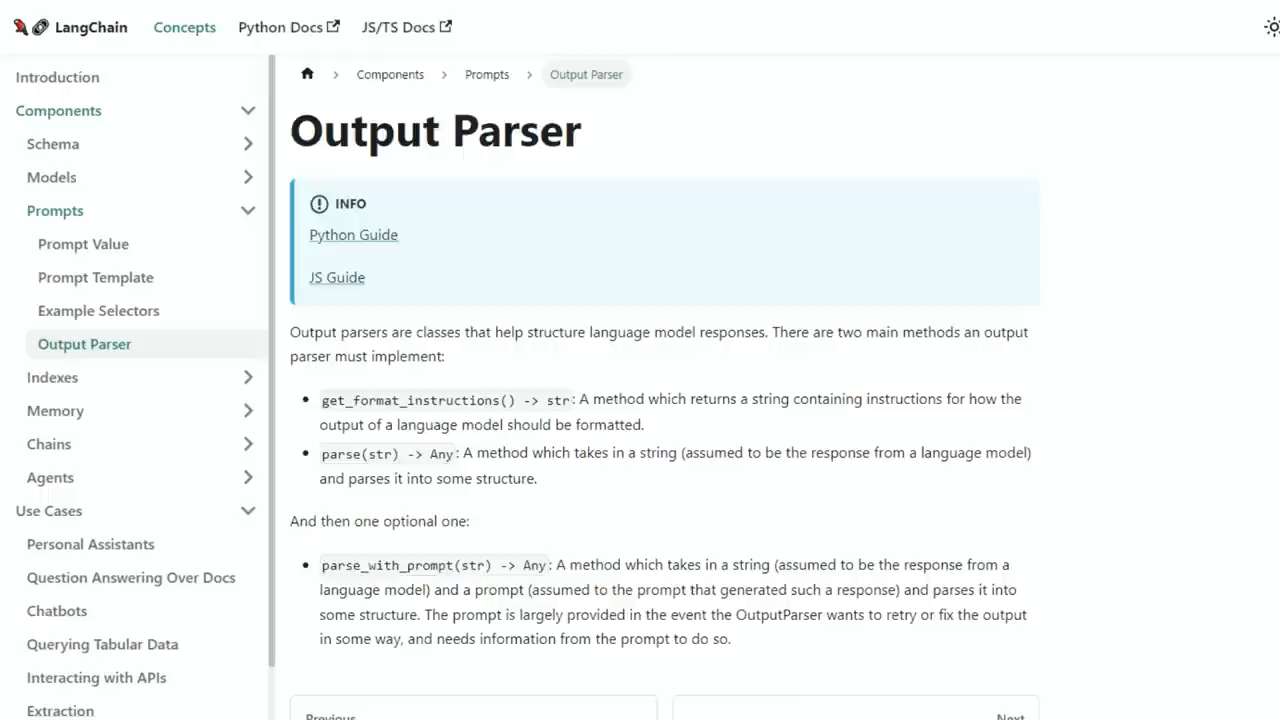 LangChain Concepts Python Docs JS/TS Docs
Introduction
Components
Schema
Models
Prompts
Prompt Value
Prompt Template
Example Selectors
Output Parser
Indexes
Memory
Chains
Agents
Use Cases
Personal Assistants
Question Answering Over Docs
Chatbots
Querying Tabular Data
Interacting with APIs
Extraction
Components > Prompts > Output Parser
Output Parser
INFO
Python Guide
JS Guide
Output parsers are classes that help structure language model responses. There are two main methods an output
parser must implement:
• get_format_instructions() -> str: A method which returns a string containing instructions for how the
output of a language model should be formatted.
• parse(str) -> Any: A method which takes in a string (assumed to be the response from a language model)
and parses it into some structure.
And then one optional one:
• parse_with_prompt(str) -> Any: A method which takes in a string (assumed to be the response from a
language model) and a prompt (assumed to the prompt that generated such a response) and parses it into
some structure. The prompt is largely provided in the event the OutputParser wants to retry or fix the output
in some way, and needs information from the prompt to do so.
Previous
Next